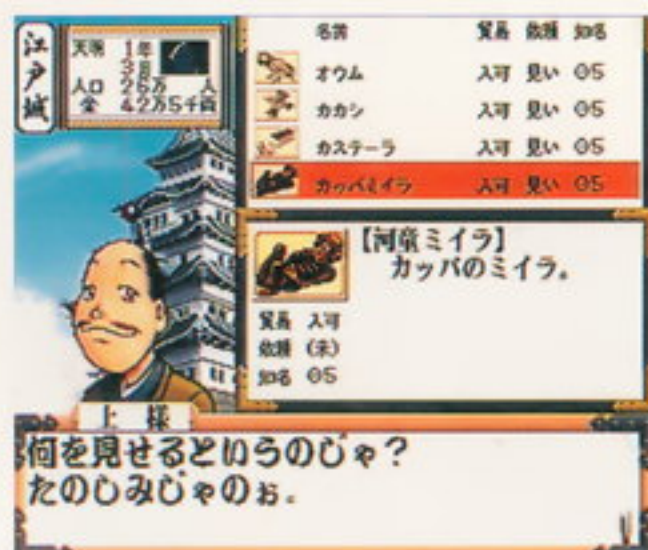 江戸城
天明 1年
3月
人口 26万 人
金 42万5千両
名前 貿易 依頼 知名
オウム 入可 見い 05
カカシ 入可 見い 05
カステーラ 入可 見い 05
カッパミイラ 入可 見い 05
【河童ミイラ】
カッパのミイラ。
貿易 入可
依頼 (未)
知名 05
上様
何を見せるというのじゃ?
たのしみじゃのぉ。